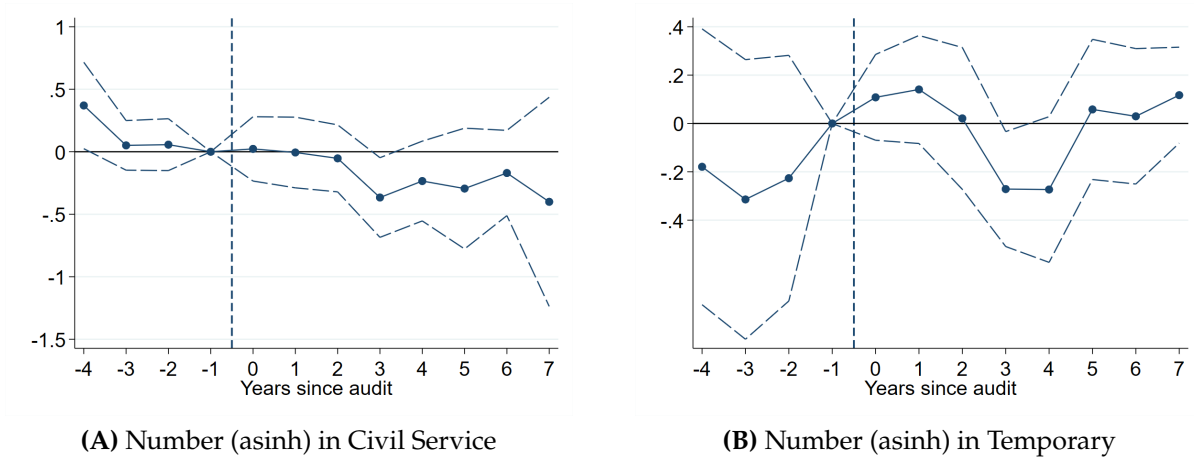 1
.5
0
-.5
-1
-1.5
-4 -3 -2 -1 0 1 2 3 4 5 6 7
Years since audit
(A) Number (asinh) in Civil Service
.4
.2
0
-.2
-.4
-4 -3 -2 -1 0 1 2 3 4 5 6 7
Years since audit
(B) Number (asinh) in Temporary